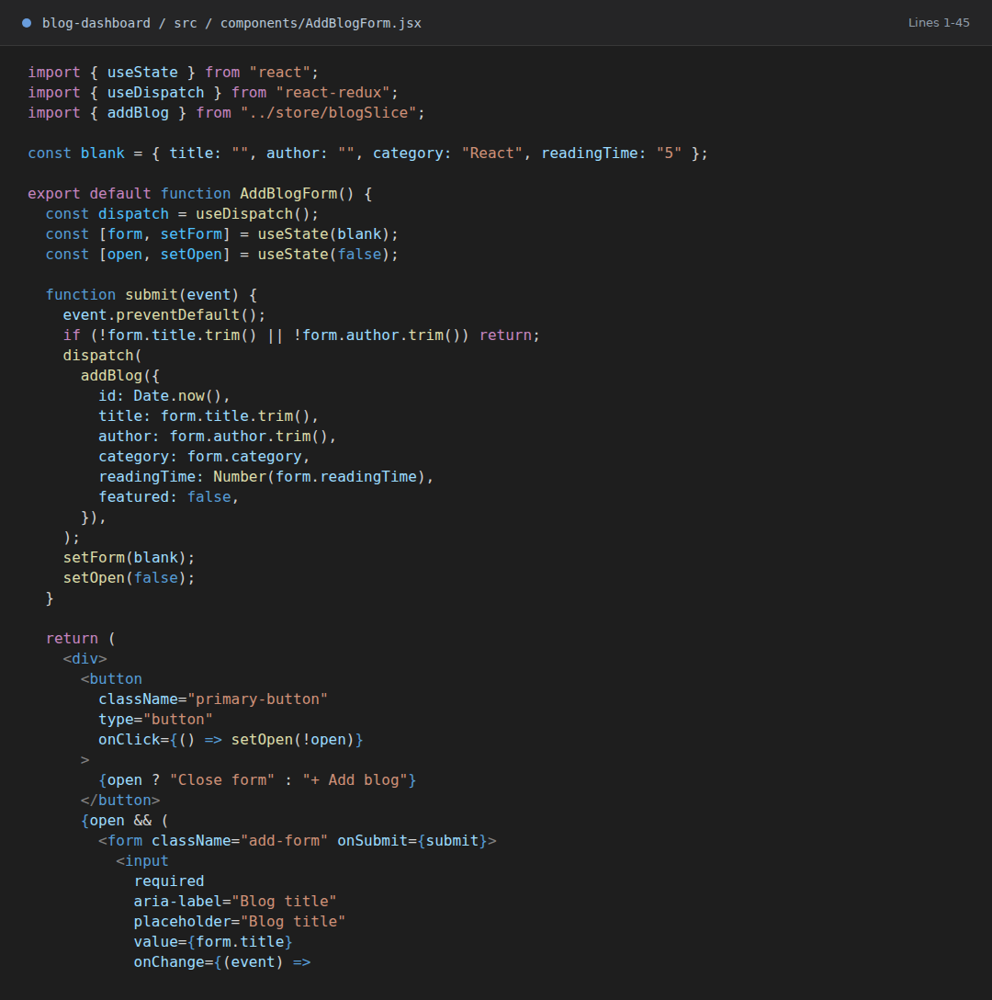 blog-dashboard / src / components/AddBlogForm.jsx
Lines 1-45
import { useState } from "react";
import { useDispatch } from "react-redux";
import { addBlog } from "../store/blogSlice";
const blank = { title: "", author: "", category: "React", readingTime: "5" };
export default function AddBlogForm() {
  const dispatch = useDispatch();
  const [form, setForm] = useState(blank);
  const [open, setOpen] = useState(false);
  function submit(event) {
    event.preventDefault();
    if (!form.title.trim() || !form.author.trim()) return;
    dispatch(
      addBlog({
        id: Date.now(),
        title: form.title.trim(),
        author: form.author.trim(),
        category: form.category,
        readingTime: Number(form.readingTime),
        featured: false,
      }),
    );
    setForm(blank);
    setOpen(false);
  }
  return (
    <div>
      <button
        className="primary-button"
        type="button"
        onClick={() => setOpen(!open)}
      >
        {open ? "Close form" : "+ Add blog"}
      </button>
      {open && (
        <form className="add-form" onSubmit={submit}>
          <input
            required
            aria-label="Blog title"
            placeholder="Blog title"
            value={form.title}
            onChange={(event) =>